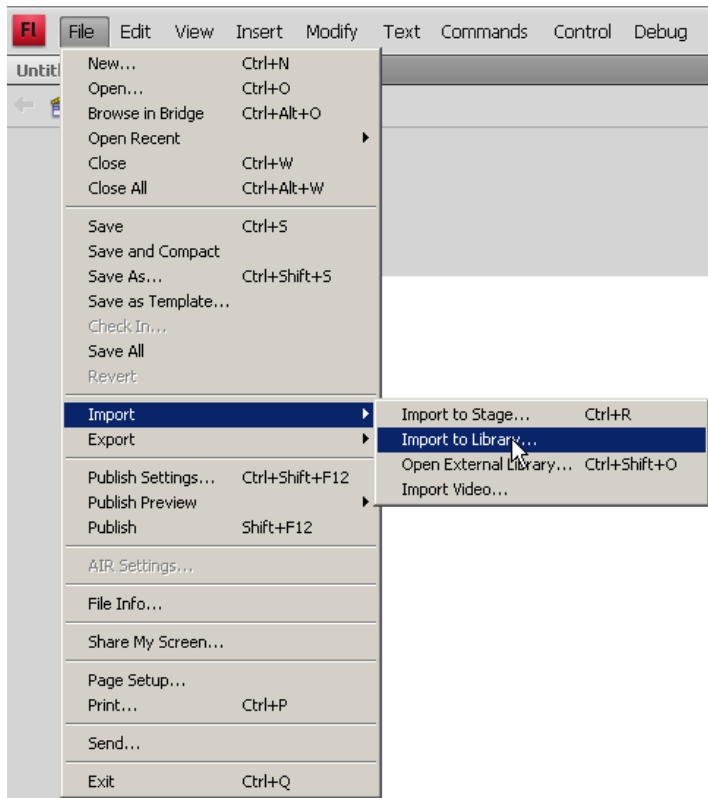 FL File Edit View Insert Modify Text Commands Control Debug
Untitl
New... Ctrl+N
Open... Ctrl+O
Browse in Bridge Ctrl+Alt+O
Open Recent
Close Ctrl+W
Close All Ctrl+Alt+W
Save Ctrl+S
Save and Compact
Save As... Ctrl+Shift+S
Save as Template...
Check In...
Save All
Revert
Import
Export
Import to Stage... Ctrl+R
Import to Library...
Open External Library... Ctrl+Shift+O
Import Video...
Publish Settings... Ctrl+Shift+F12
Publish Preview
Publish Shift+F12
AIR Settings...
File Info...
Share My Screen...
Page Setup...
Print... Ctrl+P
Send...
Exit Ctrl+Q